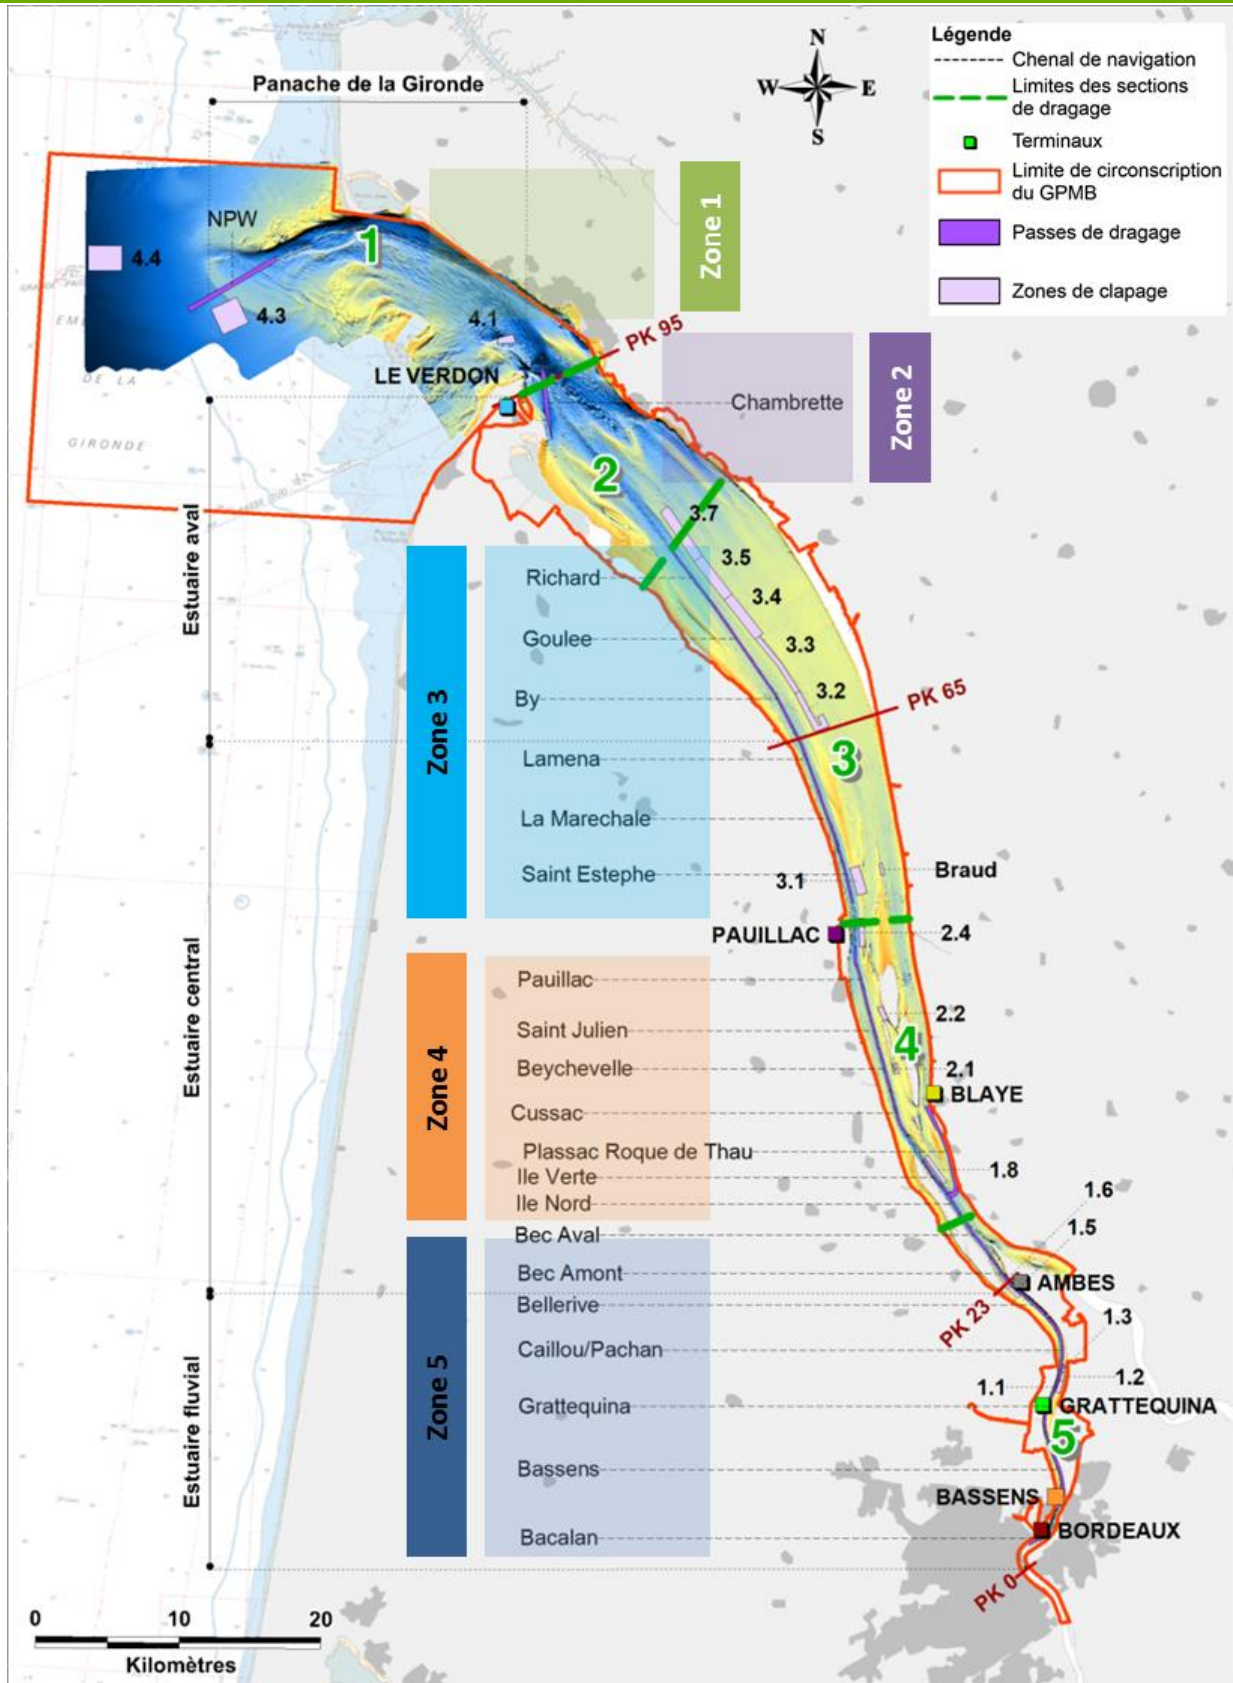 Légende
Chenal de navigation
Limites des sections
de dragage
Terminaux
Limite de circonscription
du GPMB
Passes de dragage
Zones de clapage
N
W
E
S
Panache de la Gironde
Zone 1
NPW
1
4.4
4.3
4.1
PK 95
LE VERDON
DE LA
GIRONDE
Zone 2
Chambrette
2
3.7
3.5
3.4
3.3
3.2
PK 65
3
Estuaire aval
Zone 3
Richard
Goulee
By
Lamena
La Marechale
Saint Estephe
3.1
Braud
PAUILLAC
2.4
Estuaire central
Zone 4
Pauillac
Saint Julien
Beychevelle
Cussac
Plassac Roque de Thau
Ile Verte
Ile Nord
2.2
4
2.1
BLAYE
1.8
1.6
1.5
Bec Aval
Estuaire fluvial
Zone 5
Bec Amont
Bellerive
Caillou/Pachan
Grattequina
Bassens
Bacalan
AMBES
PK 23
1.3
1.2
1.1
GRATTEQUINA
5
BASSENS
BORDEAUX
PK 0
0
10
20
Kilomètres